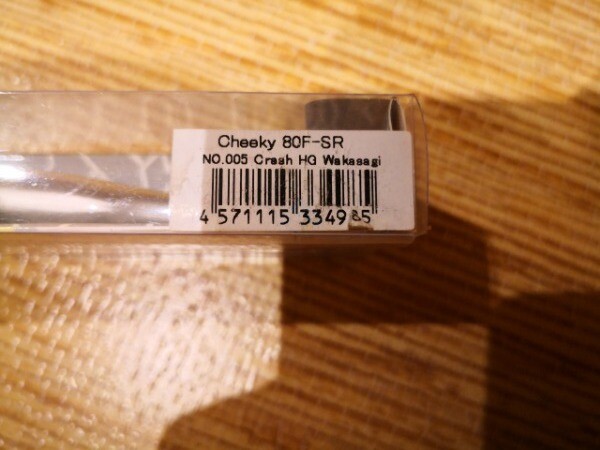 Cheeky 80F-SR
NO.005 Crash HG Wakasagi
4 571115 334985